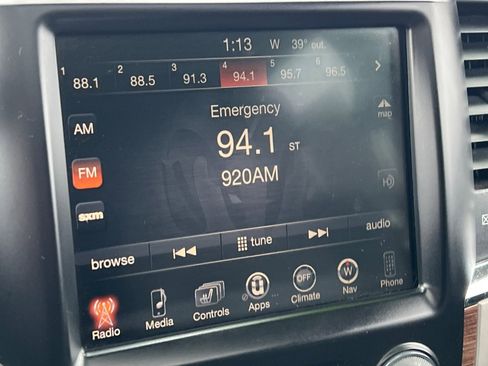 1:13 W 39° out.
1 88.1 2 88.5 3 91.3 4 94.1 5 95.7 6 96.5
Emergency
map
AM
94.1 ST
FM
920AM
sxm
browse tune audio
Radio Media Controls Apps OFF Climate W Nav Phone